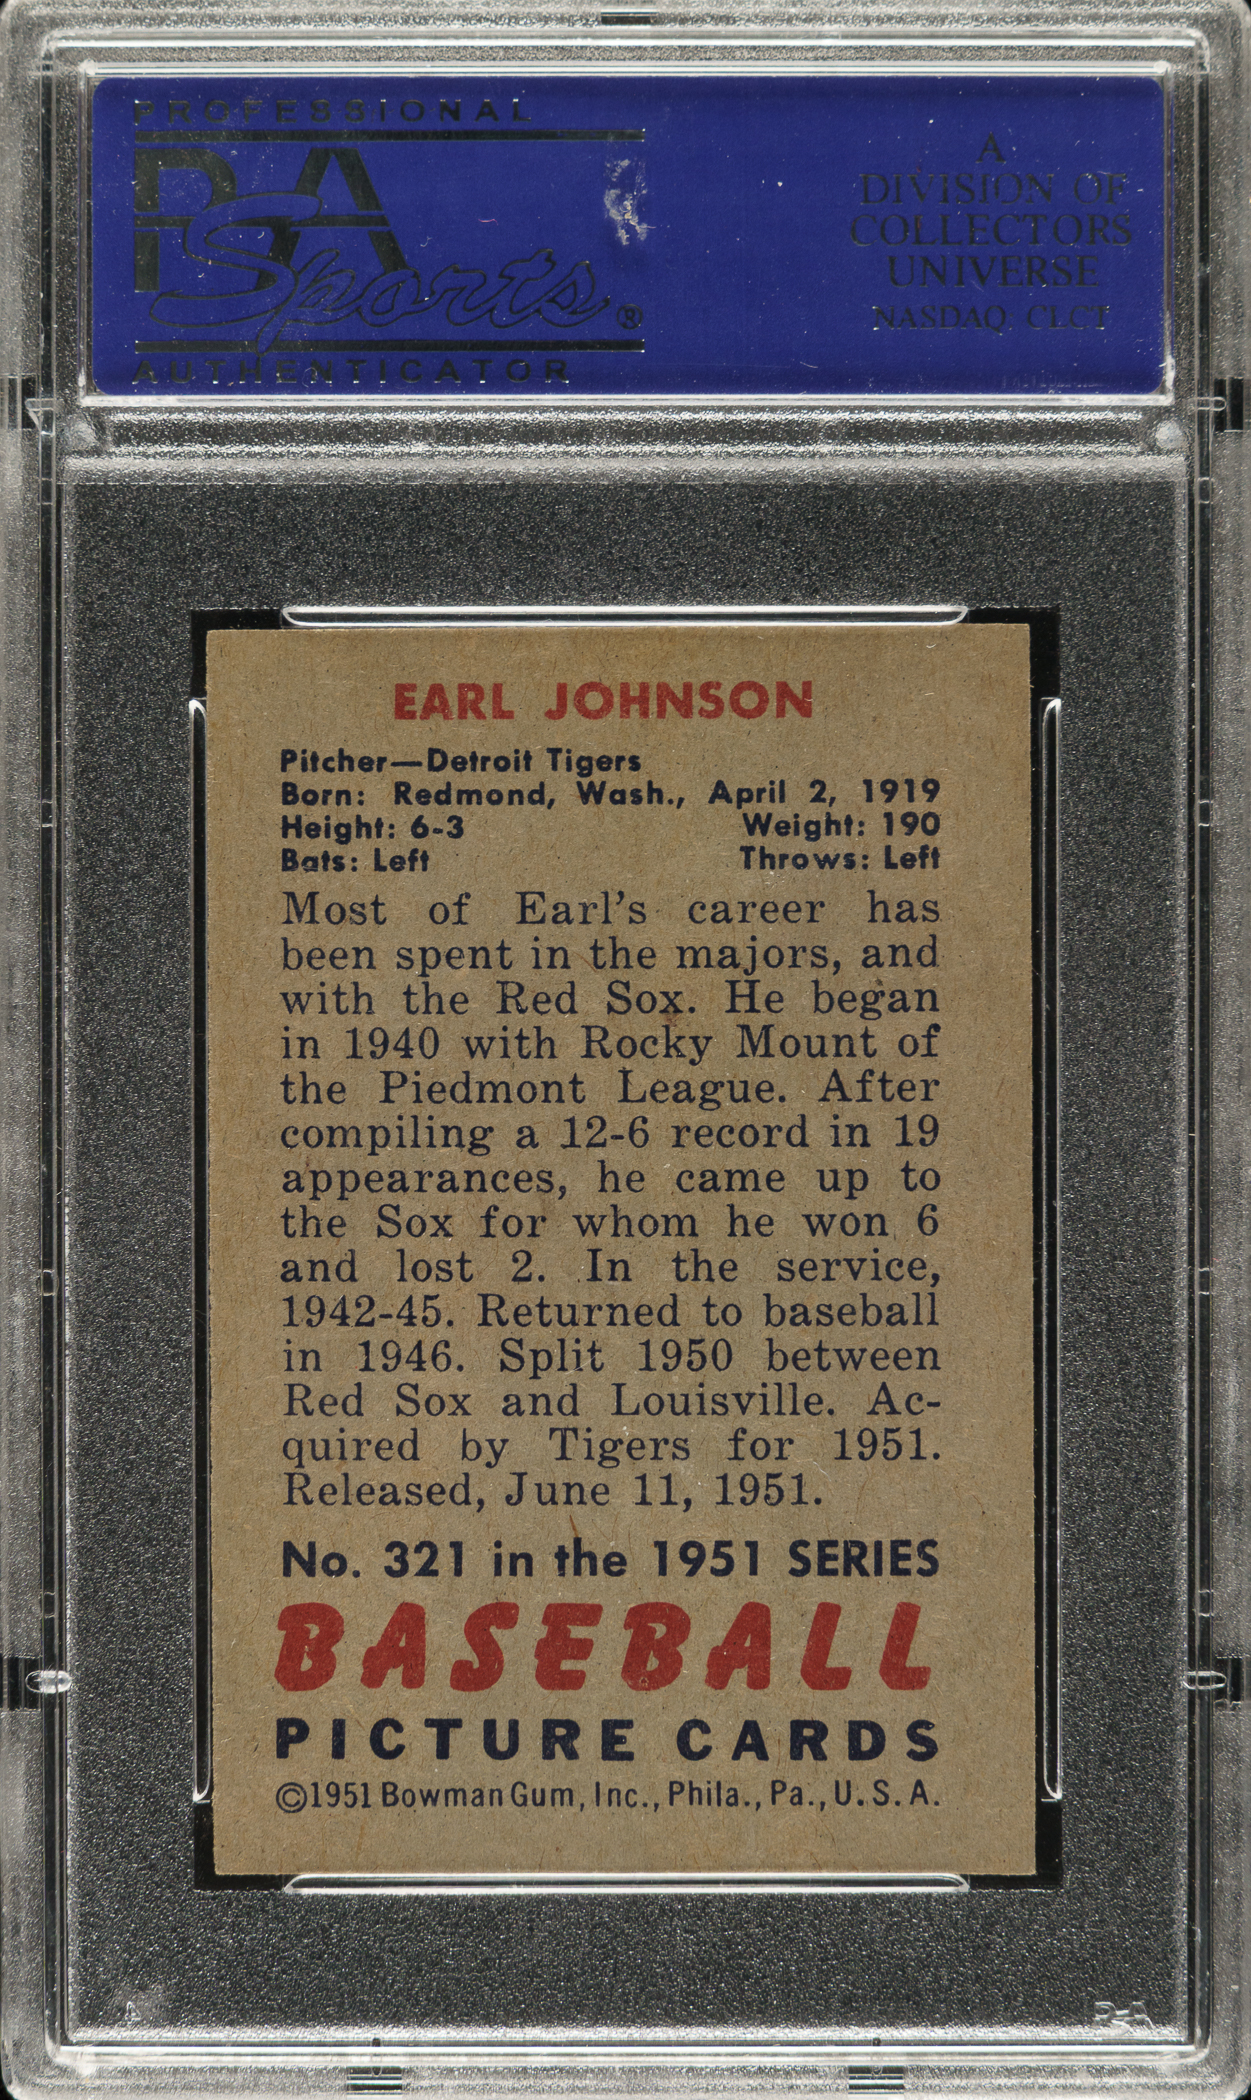 PROFESSIONAL
PSA
Sports®
AUTHENTICATOR
A
DIVISION OF
COLLECTORS
UNIVERSE
NASDAQ: CLCT
EARL JOHNSON
Pitcher—Detroit Tigers
Born: Redmond, Wash., April 2, 1919
Height: 6-3 Weight: 190
Bats: Left Throws: Left
Most of Earl's career has
been spent in the majors, and
with the Red Sox. He began
in 1940 with Rocky Mount of
the Piedmont League. After
compiling a 12-6 record in 19
appearances, he came up to
the Sox for whom he won 6
and lost 2. In the service,
1942-45. Returned to baseball
in 1946. Split 1950 between
Red Sox and Louisville. Ac-
quired by Tigers for 1951.
Released, June 11, 1951.
No. 321 in the 1951 SERIES
BASEBALL
PICTURE CARDS
©1951 Bowman Gum, Inc., Phila., Pa., U.S.A.
PSA